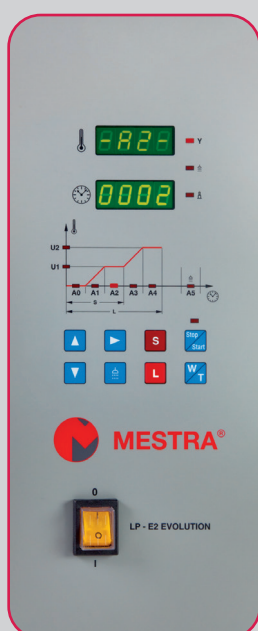 -A2-
Y
0002
U2
U1
A0 A1 A2 A3 A4 A5
S
L
S
Stop
Start
L
W
T
MESTRA®
0
LP - E2 EVOLUTION
I